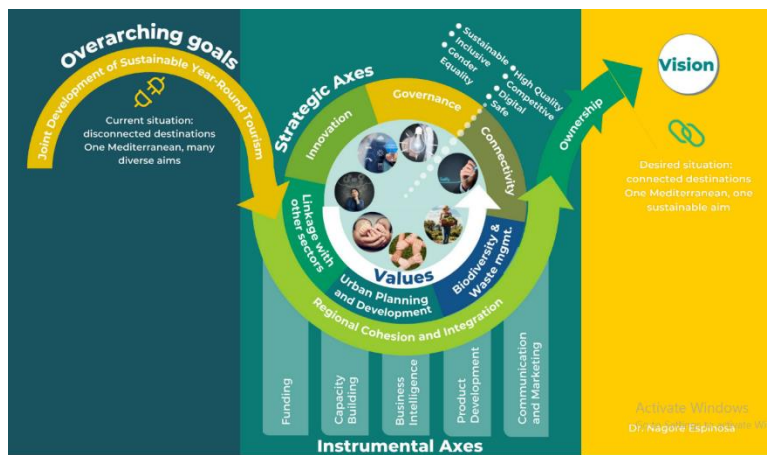 Overarching goals
Joint Development of Sustainable Year-Round Tourism
Current situation:
disconnected destinations
One Mediterranean, many
diverse aims
Strategic Axes
Innovation
Governance
Connectivity
Biodiversity &
Waste mgmt.
Urban Planning
and Development
Linkage with
other sectors
Values
Sustainable
Inclusive
Gender
Equality
High Quality
Competitive
Digital
Safe
Regional Cohesion and Integration
Ownership
Funding
Capacity
Building
Business
Intelligence
Product
Development
Communication
and Marketing
Instrumental Axes
Vision
Desired situation:
connected destinations
One Mediterranean, one
sustainable aim
Activate Windows
Dr. Nagore Espinosa